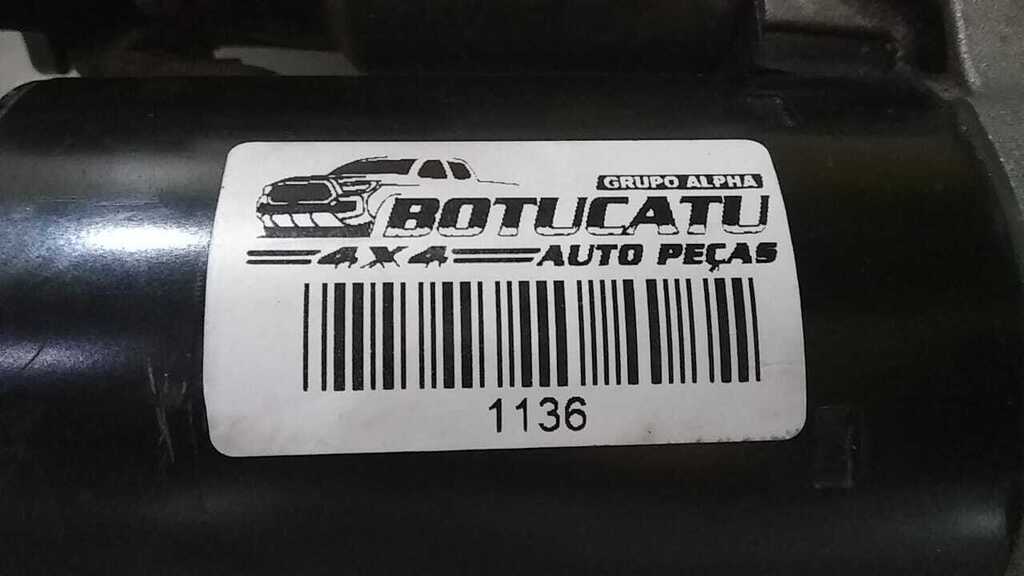 GRUPO ALPHA
BOTUCATU
4X4 AUTO PEÇAS
1136